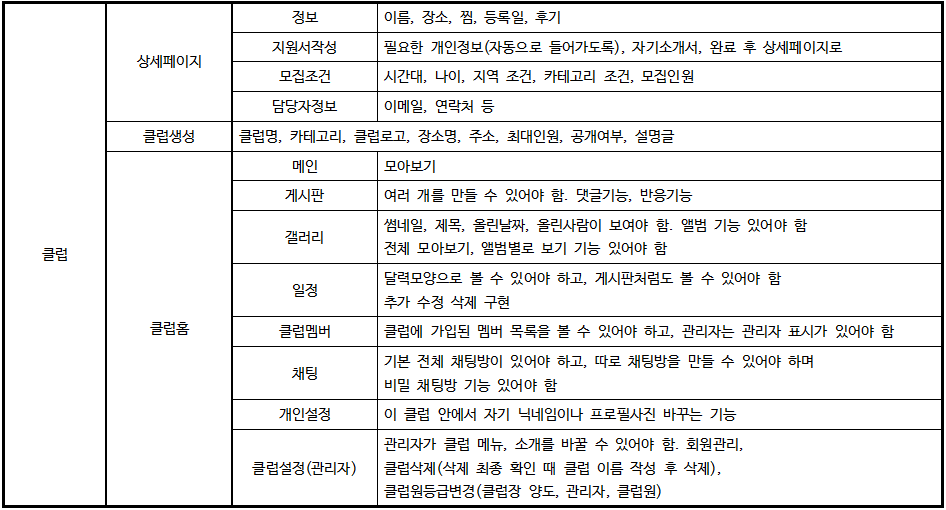 클럽
상세페이지
정보
이름, 장소, 찜, 등록일, 후기
지원서작성
필요한 개인정보(자동으로 들어가도록), 자기소개서, 완료 후 상세페이지로
모집조건
시간대, 나이, 지역 조건, 카테고리 조건, 모집인원
담당자정보
이메일, 연락처 등
클럽생성
클럽명, 카테고리, 클럽로고, 장소명, 주소, 최대인원, 공개여부, 설명글
클럽홈
메인
모아보기
게시판
여러 개를 만들 수 있어야 함. 댓글기능, 반응기능
갤러리
썸네일, 제목, 올린날짜, 올린사람이 보여야 함. 앨범 기능 있어야 함
전체 모아보기, 앨범별로 보기 기능 있어야 함
일정
달력모양으로 볼 수 있어야 하고, 게시판처럼도 볼 수 있어야 함
추가 수정 삭제 구현
클럽멤버
클럽에 가입된 멤버 목록을 볼 수 있어야 하고, 관리자는 관리자 표시가 있어야 함
채팅
기본 전체 채팅방이 있어야 하고, 따로 채팅방을 만들 수 있어야 하며
비밀 채팅방 기능 있어야 함
개인설정
이 클럽 안에서 자기 닉네임이나 프로필사진 바꾸는 기능
클럽설정(관리자)
관리자가 클럽 메뉴, 소개를 바꿀 수 있어야 함. 회원관리,
클럽삭제(삭제 최종 확인 때 클럽 이름 작성 후 삭제),
클럽원등급변경(클럽장 양도, 관리자, 클럽원)